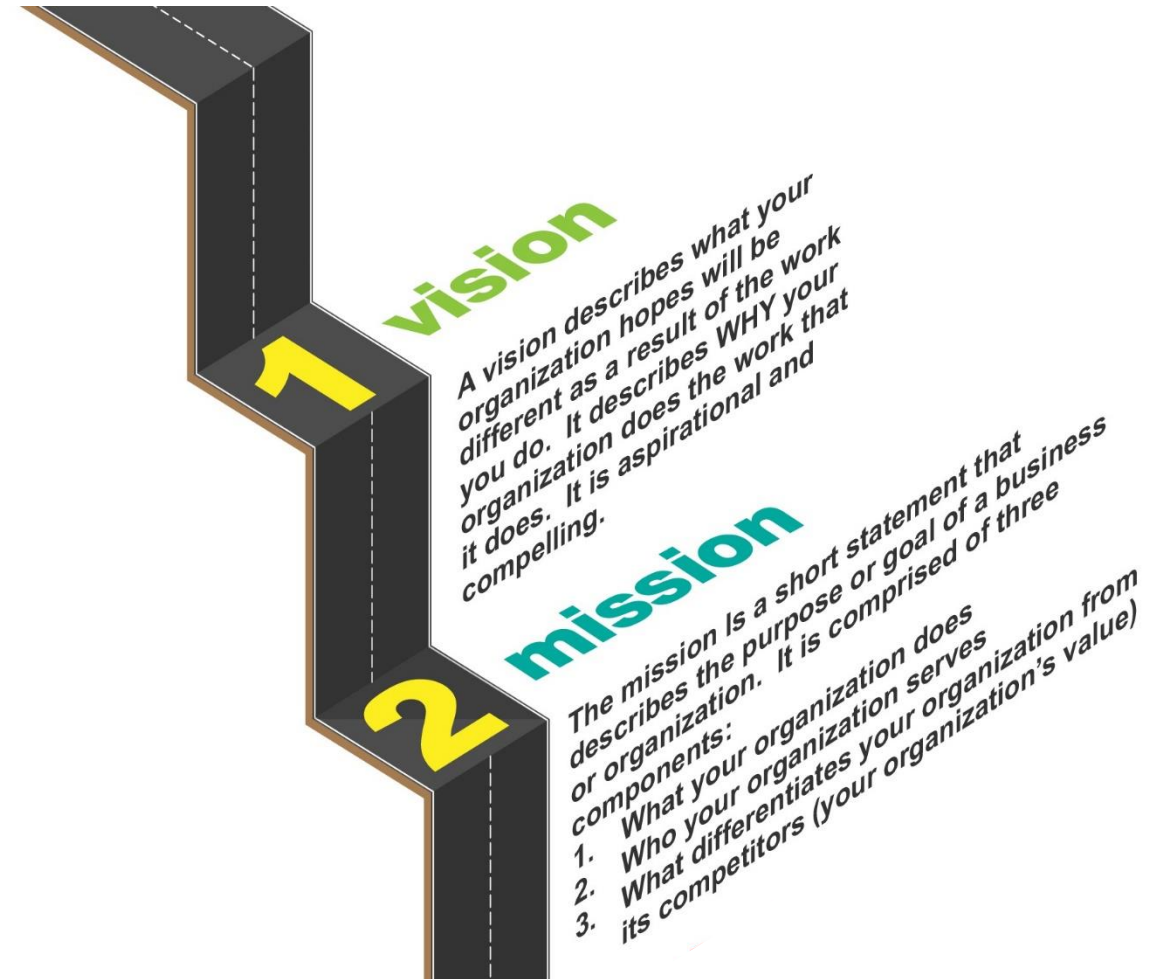 1
vision
A vision describes what your
organization hopes will be
different as a result of the work
you do. It describes WHY your
organization does the work that
it does. It is aspirational and
compelling.
2
mission
The mission Is a short statement that
describes the purpose or goal of a business
or organization. It is comprised of three
components:
1. What your organization does
2. Who your organization serves
3. What differentiates your organization from
its competitors (your organization’s value)